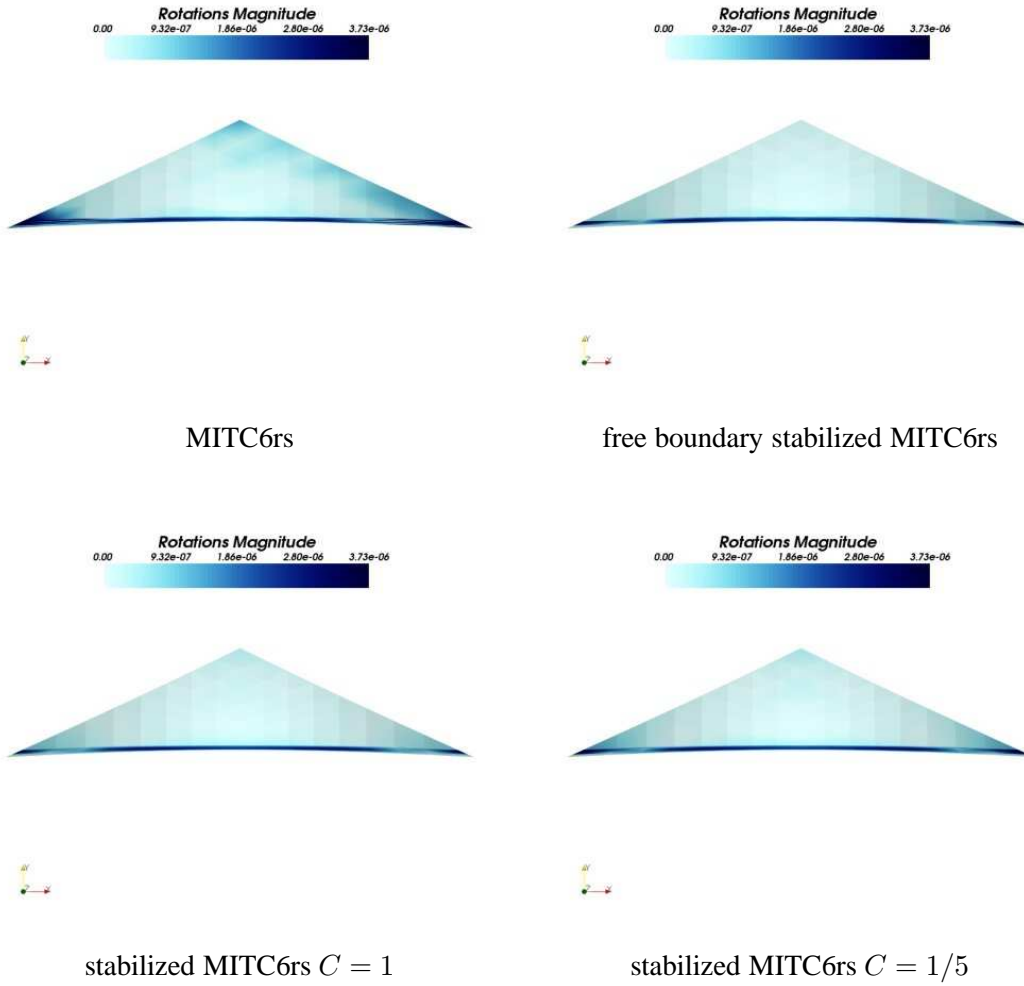 Rotations Magnitude
0.00 9.32e-07 1.86e-06 2.80e-06 3.73e-06
Rotations Magnitude
0.00 9.32e-07 1.86e-06 2.80e-06 3.73e-06
MITC6rs
free boundary stabilized MITC6rs
Rotations Magnitude
0.00 9.32e-07 1.86e-06 2.80e-06 3.73e-06
Rotations Magnitude
0.00 9.32e-07 1.86e-06 2.80e-06 3.73e-06
stabilized MITC6rs C = 1
stabilized MITC6rs C = 1/5